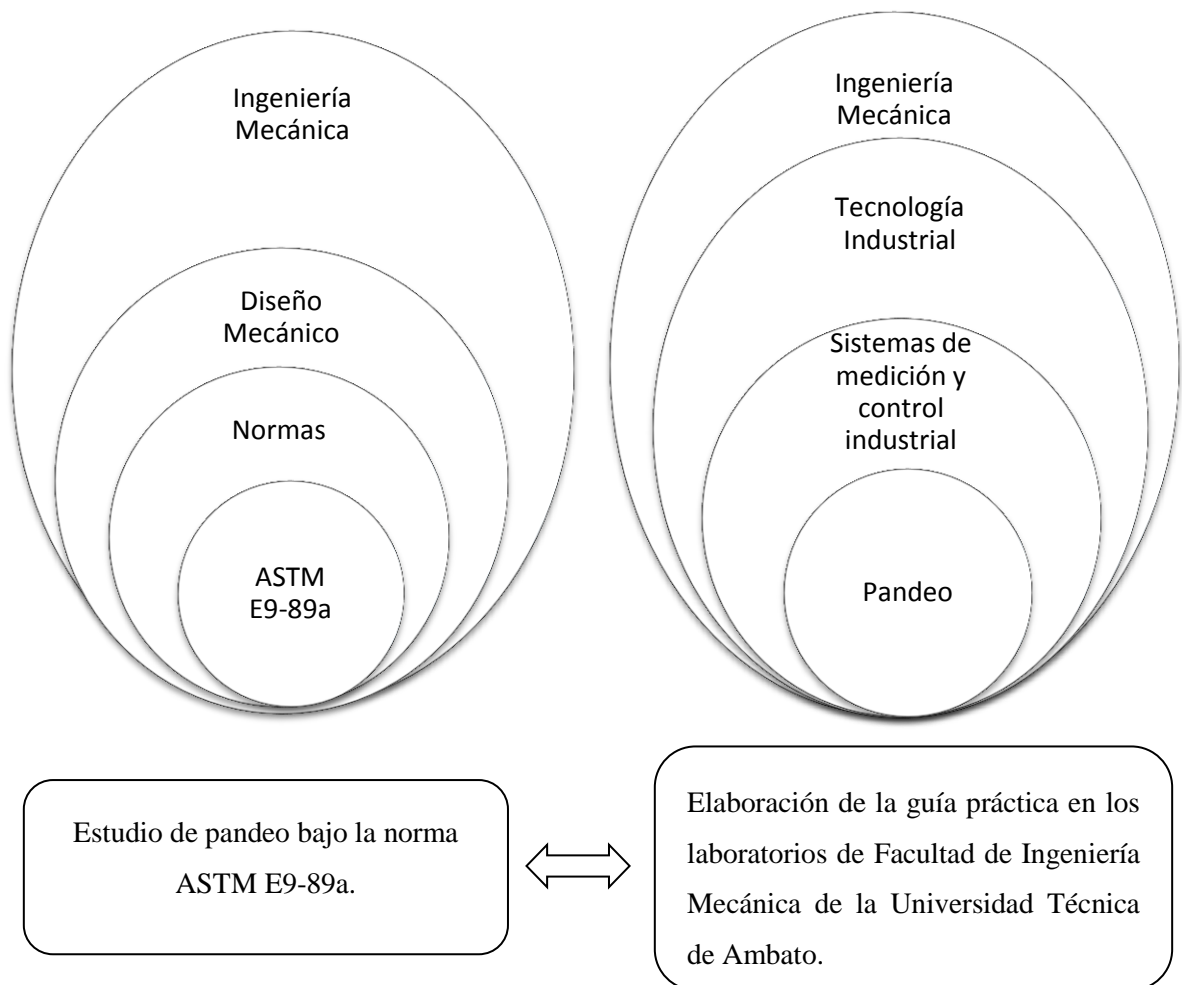 Ingeniería
Mecánica
Diseño
Mecánico
Normas
ASTM
E9-89a
Ingeniería
Mecánica
Tecnología
Industrial
Sistemas de
medición y
control
industrial
Pandeo
Estudio de pandeo bajo la norma
ASTM E9-89a.
Elaboración de la guía práctica en los
laboratorios de Facultad de Ingeniería
Mecánica de la Universidad Técnica
de Ambato.